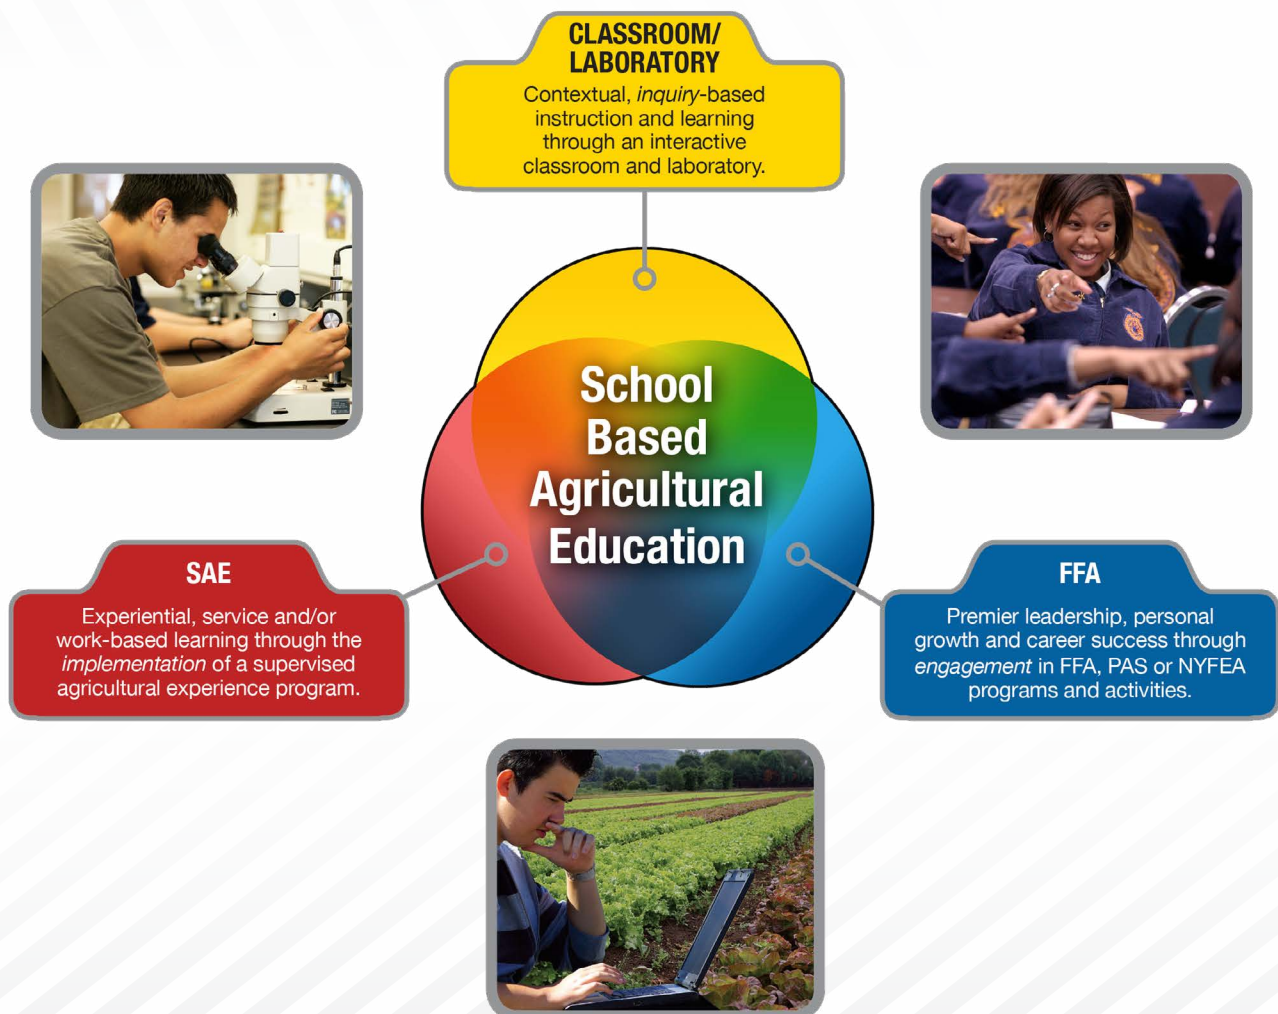 CLASSROOM/
LABORATORY
Contextual, inquiry-based
instruction and learning
through an interactive
classroom and laboratory.
School
Based
Agricultural
Education
SAE
Experiential, service and/or
work-based learning through the
implementation of a supervised
agricultural experience program.
FFA
Premier leadership, personal
growth and career success through
engagement in FFA, PAS or NYFEA
programs and activities.